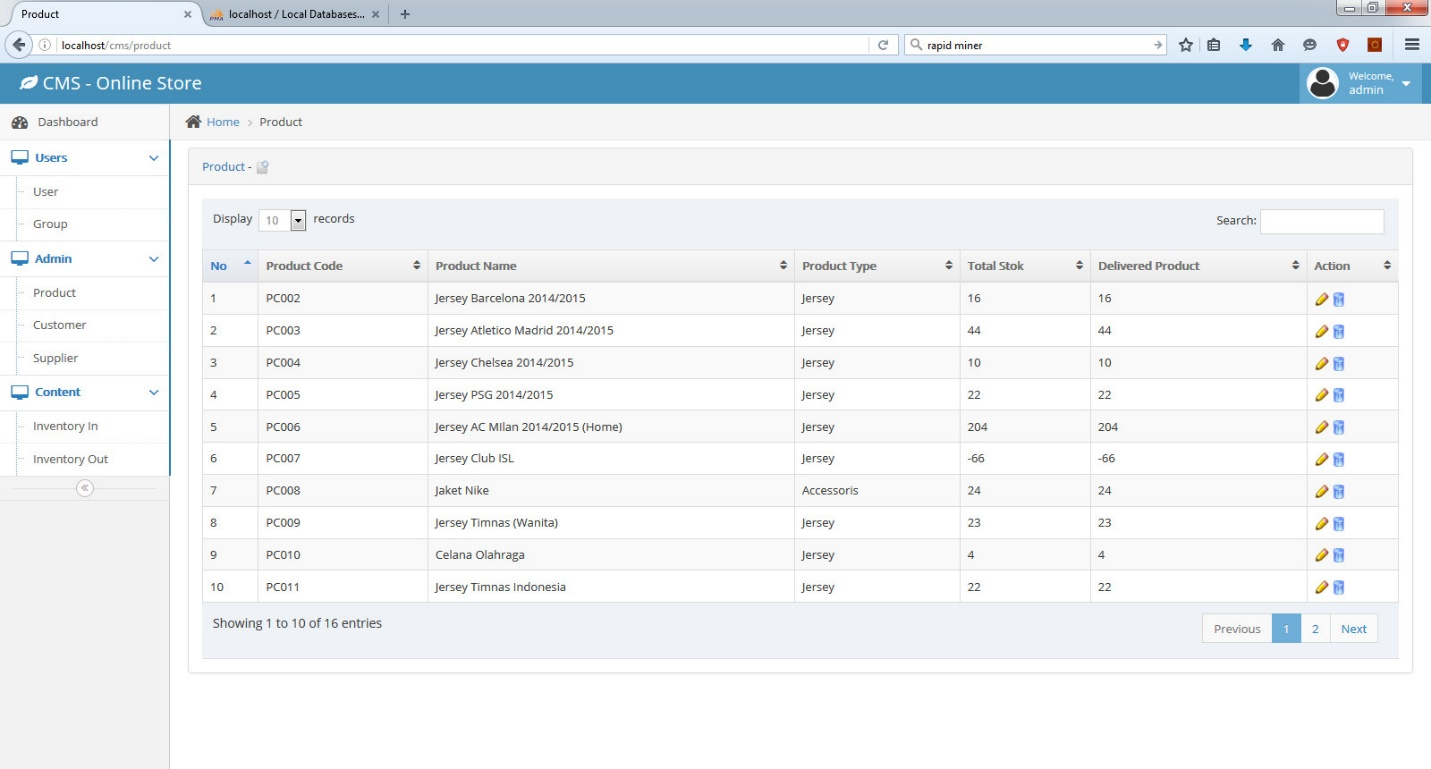 Product
localhost / Local Databases...
localhost/cms/product
rapid miner
CMS - Online Store
Welcome,
admin
Dashboard
Home > Product
Users
User
Group
Admin
Product
Customer
Supplier
Content
Inventory In
Inventory Out
Product -
Display 10 records
Search:
No Product Code Product Name Product Type Total Stok Delivered Product Action
1 PC002 Jersey Barcelona 2014/2015 Jersey 16 16
2 PC003 Jersey Atletico Madrid 2014/2015 Jersey 44 44
3 PC004 Jersey Chelsea 2014/2015 Jersey 10 10
4 PC005 Jersey PSG 2014/2015 Jersey 22 22
5 PC006 Jersey AC MIlan 2014/2015 (Home) Jersey 204 204
6 PC007 Jersey Club ISL Jersey -66 -66
7 PC008 Jaket Nike Accessoris 24 24
8 PC009 Jersey Timnas (Wanita) Jersey 23 23
9 PC010 Celana Olahraga Jersey 4 4
10 PC011 Jersey Timnas Indonesia Jersey 22 22
Showing 1 to 10 of 16 entries
Previous 1 2 Next